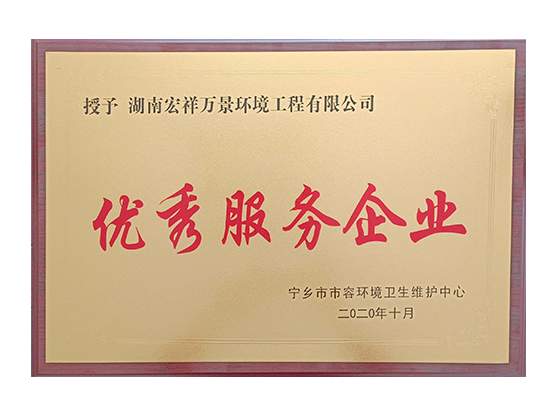 授予 湖南宏祥万景环境工程有限公司
优秀服务企业
宁乡市市容环境卫生维护中心
二〇二〇年十月